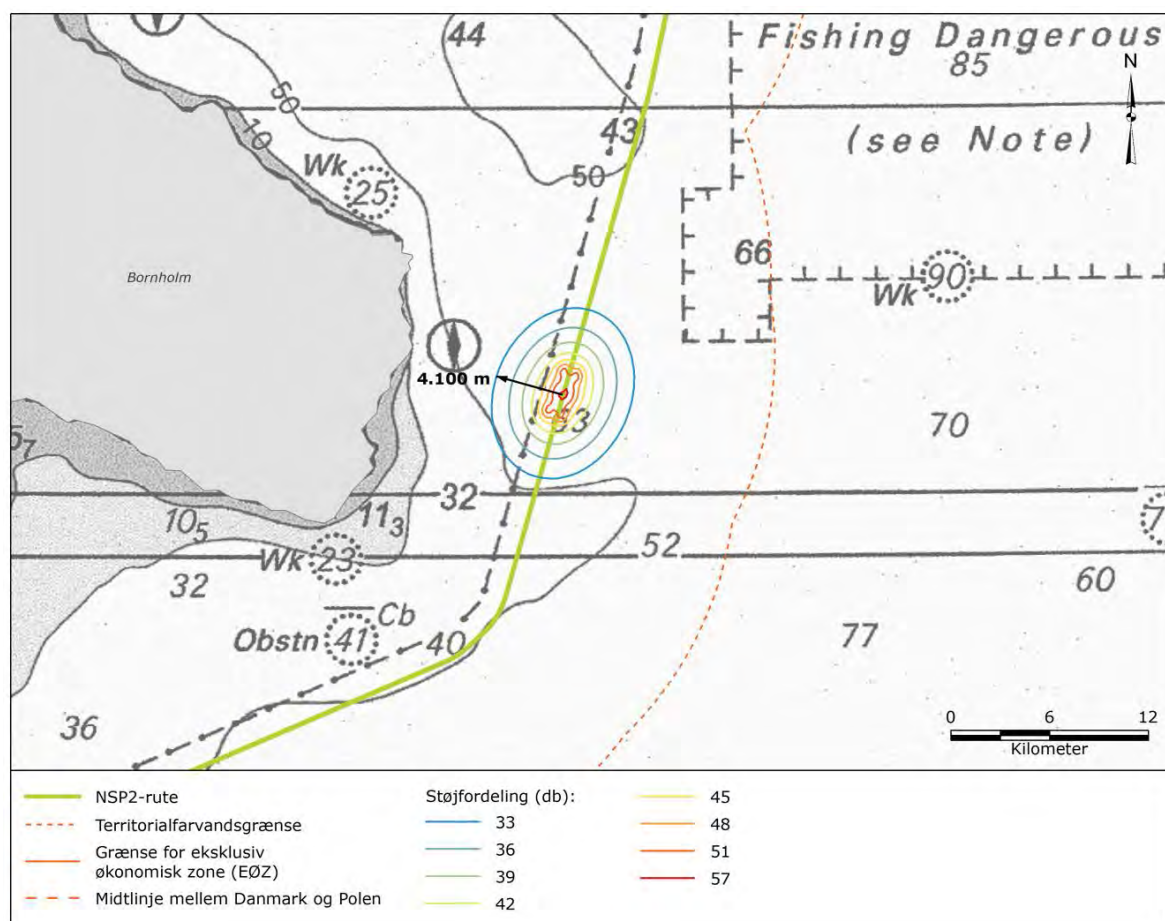 44
Fishing Dangerous
85
N
50
10
43
(see Note)
Wk
25
50
66
Bornholm
Wk 90
4.100 m
70
5₇
32
11₃
10₅
Wk 23
52
32
60
Cb
Obstn 41
40
77
36
0 6 12
Kilometer
NSP2-rute
Territorialfarvandsgrænse
Grænse for eksklusiv
økonomisk zone (EØZ)
Midtlinje mellem Danmark og Polen
Støjfordeling (db):
33
36
39
42
45
48
51
57